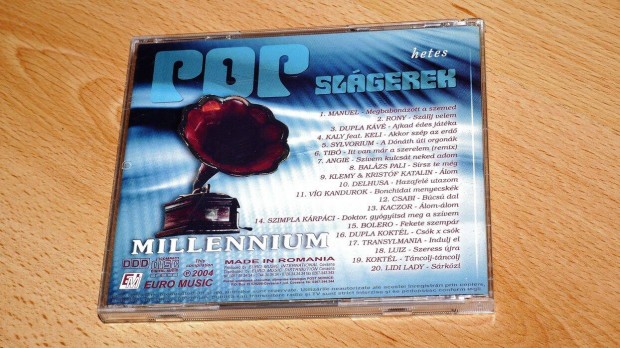 POP
hetes
SLÁGEREK
1. MANUEL - Megbabonázott a szemed
2. RONY - Szállj velem
3. DUPLA KÁVÉ - Ajkad édes játéka
4. KALY feat. KELI - Akkor szép az erdő
5. SYLVORIUM - A Dónáth úti orgonák
6. TIBÓ - Itt van már a szerelem (remix)
7. ANGIE - Szívem kulcsát neked adom
8. BALÁZS PALI - Sírsz te még
9. KLEMY & KRISTÓF KATALIN - Álom
10. DELHUSA - Hazafelé utazom
11. VÍG KANDUROK - Bonchidai menyecskék
12. CSABI - Búcsú dal
13. KACZOR - Álom-álom
14. SZIMPLA KÁRPÁCI - Doktor, gyógyítsd meg a szívem
15. BOLERO - Fekete szempár
16. DUPLA KOKTÉL - Csók x csók
17. TRANSYLMANIA - Indulj el
18. LUIZ - Szeress újra
19. KOKTÉL - Táncolj-táncolj
20. LIDI LADY - Sárközi
MILLENNIUM
DDD
This compilation
℗ © 2004
MADE IN ROMANIA
EM
EURO MUSIC